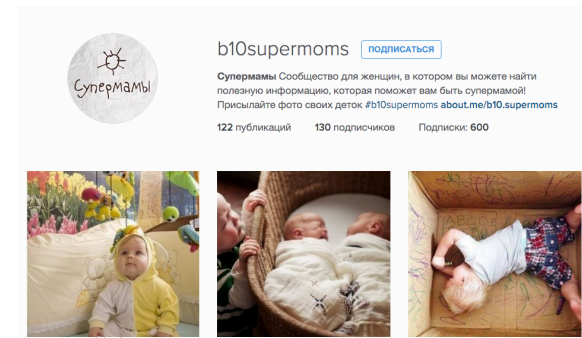 b10supermoms ПОДПИСАТЬСЯ
Супермамы
Супермамы Сообщество для женщин, в котором вы можете найти
полезную информацию, которая поможет вам быть супермамой!
Присылайте фото своих деток #b10supermoms about.me/b10.supermoms
122 публикаций 130 подписчиков Подписки: 600